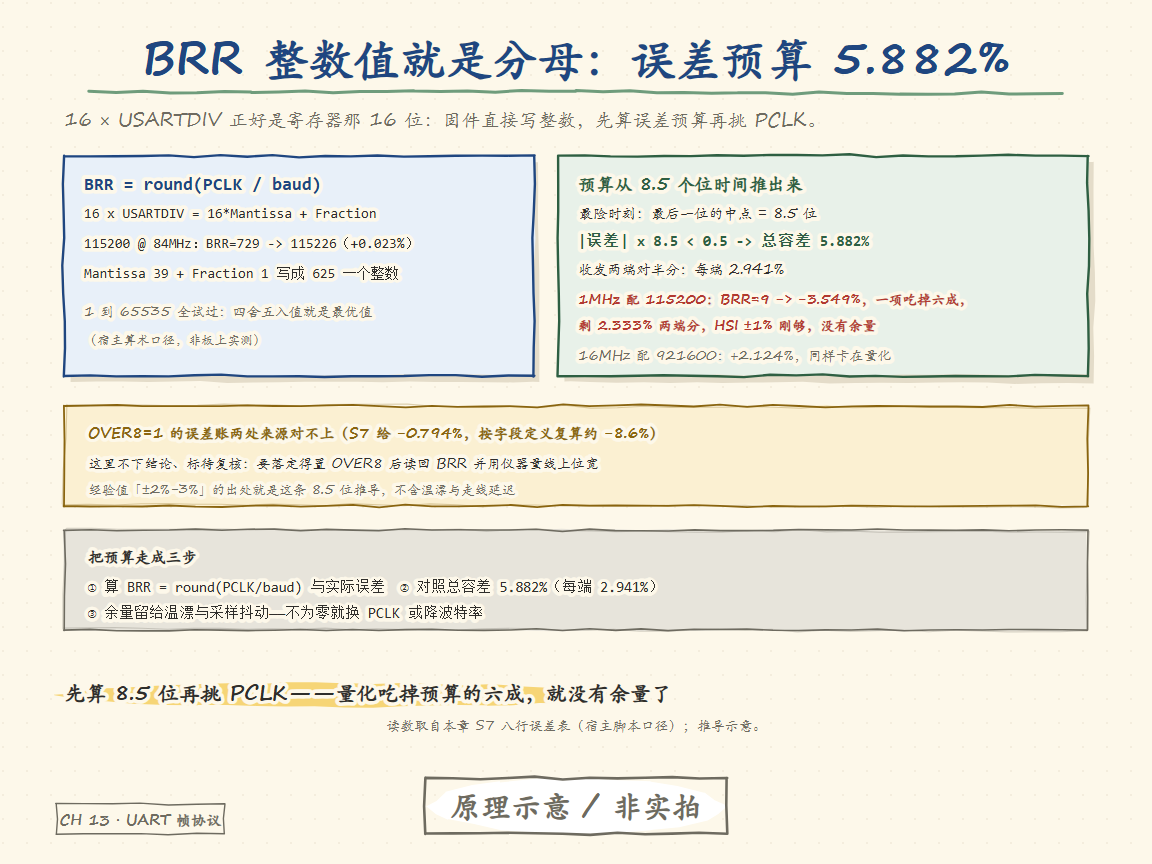 BRR 整数值就是分母：误差预算 5.882%
16 × USARTDIV 正好是寄存器那 16 位：固件直接写整数，先算误差预算再挑 PCLK。
BRR = round(PCLK / baud)
16 x USARTDIV = 16*Mantissa + Fraction
115200 @ 84MHz：BRR=729 -> 115226（+0.023%）
Mantissa 39 + Fraction 1 写成 625 一个整数
1 到 65535 全试过：四舍五入值就是最优值
（宿主算术口径，非板上实测）
预算从 8.5 个位时间推出来
最险时刻：最后一位的中点 = 8.5 位
|误差| x 8.5 < 0.5 -> 总容差 5.882%
收发两端对半分：每端 2.941%
1MHz 配 115200：BRR=9 -> -3.549%，一项吃掉六成，
剩 2.333% 两端分，HSI ±1% 刚够，没有余量
16MHz 配 921600：+2.124%，同样卡在量化
OVER8=1 的误差账两处来源对不上（S7 给 -0.794%，按字段定义复算约 -8.6%）
这里不下结论、标待复核：要落定得置 OVER8 后读回 BRR 并用仪器量线上位宽
经验值「±2%-3%」的出处就是这条 8.5 位推导，不含温漂与走线延迟
把预算走成三步
① 算 BRR = round(PCLK/baud) 与实际误差 ② 对照总容差 5.882%（每端 2.941%）
③ 余量留给温漂与采样抖动—不为零就换 PCLK 或降波特率
先算 8.5 位再挑 PCLK——量化吃掉预算的六成，就没有余量了
读数取自本章 S7 八行误差表（宿主脚本口径）；推导示意。
原理示意 / 非实拍
CH 13 · UART 帧协议